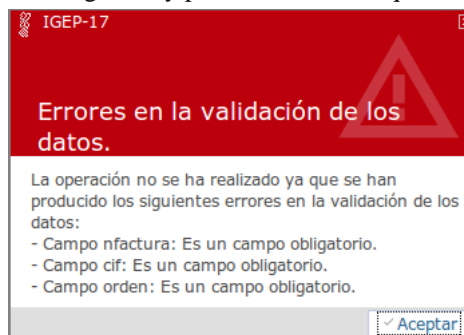 IGEP-17
Errores en la validación de los
datos.
La operación no se ha realizado ya que se han
producido los siguientes errores en la validación de los
datos:
- Campo nfactura: Es un campo obligatorio.
- Campo cif: Es un campo obligatorio.
- Campo orden: Es un campo obligatorio.
Aceptar